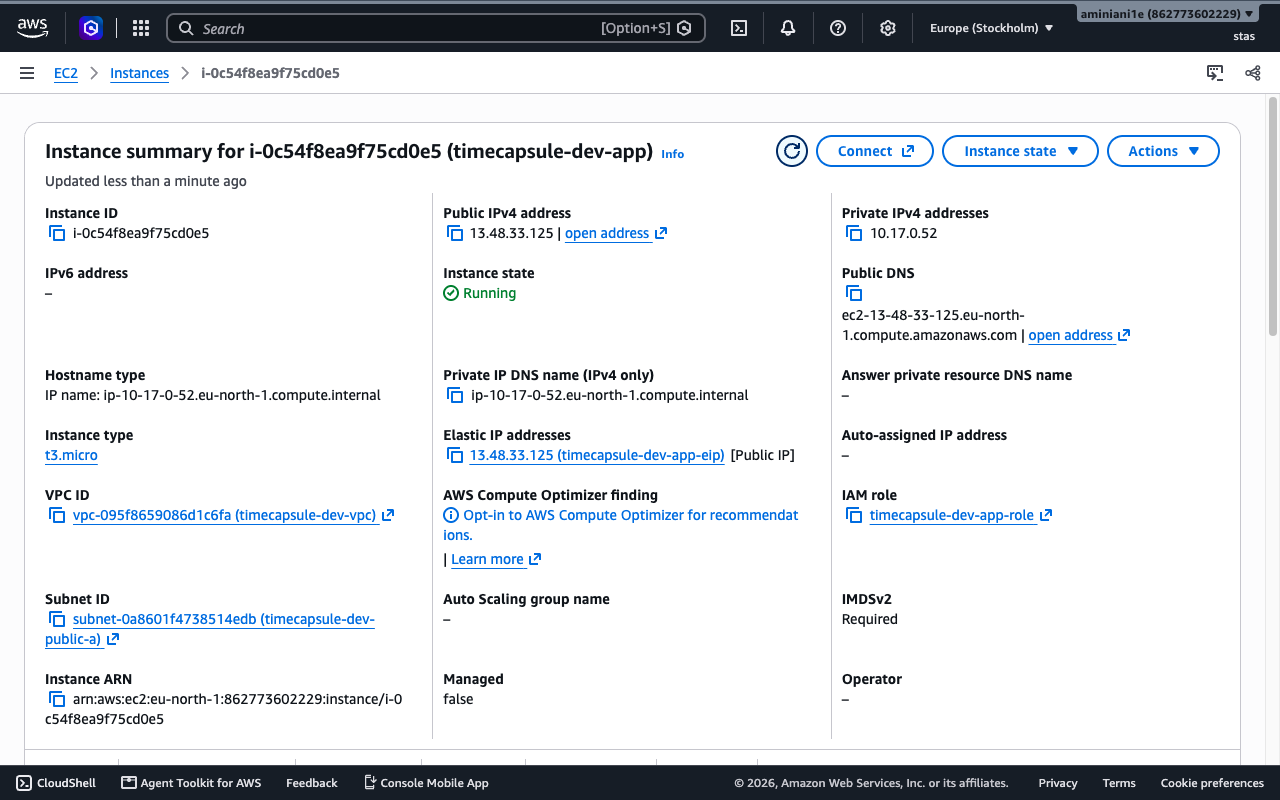 aws
Search
[Option+S]
Europe (Stockholm)
aminiani1e (862773602229)
stas
EC2
Instances
i-0c54f8ea9f75cd0e5
Instance summary for i-0c54f8ea9f75cd0e5 (timecapsule-dev-app)
Info
Connect
Instance state
Actions
Updated less than a minute ago
Instance ID
i-0c54f8ea9f75cd0e5
Public IPv4 address
13.48.33.125 | open address
Private IPv4 addresses
10.17.0.52
IPv6 address
–
Instance state
Running
Public DNS
ec2-13-48-33-125.eu-north-
1.compute.amazonaws.com | open address
Hostname type
IP name: ip-10-17-0-52.eu-north-1.compute.internal
Private IP DNS name (IPv4 only)
ip-10-17-0-52.eu-north-1.compute.internal
Answer private resource DNS name
–
Instance type
t3.micro
Elastic IP addresses
13.48.33.125 (timecapsule-dev-app-eip) [Public IP]
Auto-assigned IP address
–
VPC ID
vpc-095f8659086d1c6fa (timecapsule-dev-vpc)
AWS Compute Optimizer finding
Opt-in to AWS Compute Optimizer for recommendat
ions.
| Learn more
IAM role
timecapsule-dev-app-role
Subnet ID
subnet-0a8601f4738514edb (timecapsule-dev-
public-a)
Auto Scaling group name
–
IMDSv2
Required
Instance ARN
arn:aws:ec2:eu-north-1:862773602229:instance/i-0
c54f8ea9f75cd0e5
Managed
false
Operator
–
CloudShell
Agent Toolkit for AWS
Feedback
Console Mobile App
© 2026, Amazon Web Services, Inc. or its affiliates.
Privacy
Terms
Cookie preferences